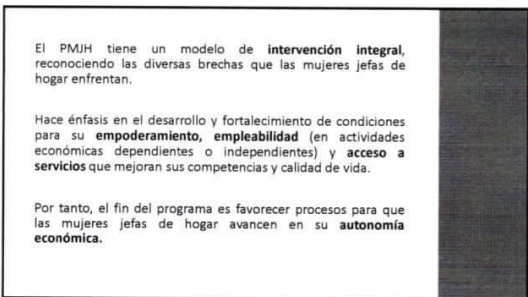 El PMJH tiene un modelo de intervención integral,
reconociendo las diversas brechas que las mujeres jefas de
hogar enfrentan.
Hace énfasis en el desarrollo y fortalecimiento de condiciones
para su empoderamiento, empleabilidad (en actividades
económicas dependientes o independientes) y acceso a
servicios que mejoran sus competencias y calidad de vida.
Por tanto, el fin del programa es favorecer procesos para que
las mujeres jefas de hogar avancen en su autonomía
económica.